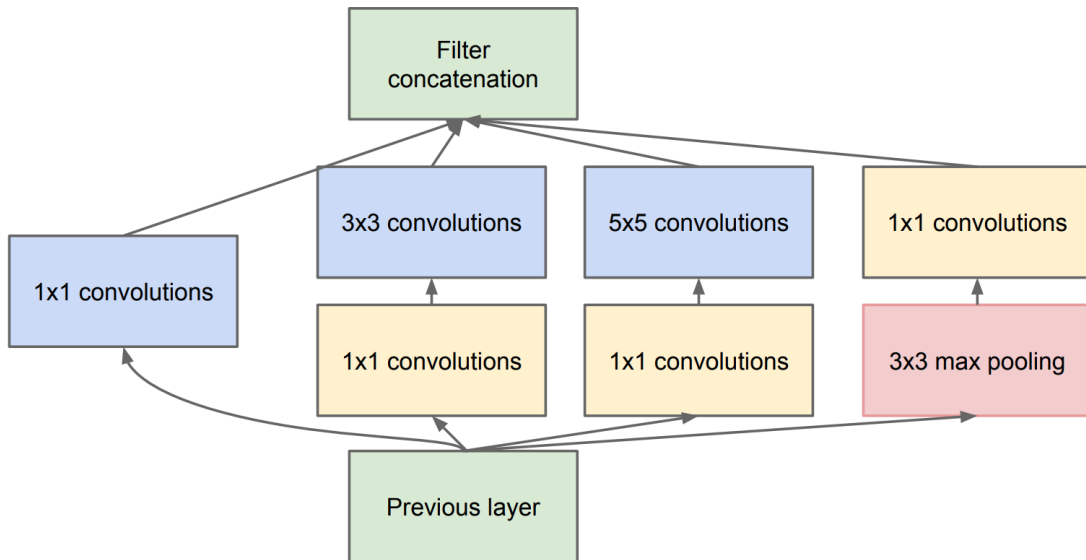 Filter
concatenation
3x3 convolutions
5x5 convolutions
1x1 convolutions
1x1 convolutions
1x1 convolutions
1x1 convolutions
3x3 max pooling
Previous layer